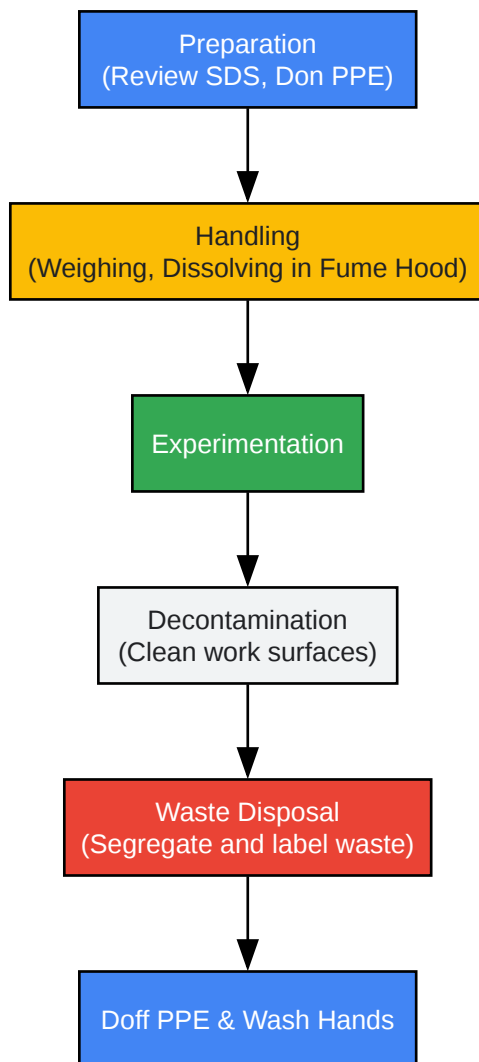 Preparation
(Review SDS, Don PPE)
Handling
(Weighing, Dissolving in Fume Hood)
Experimentation
Decontamination
(Clean work surfaces)
Waste Disposal
(Segregate and label waste)
Doff PPE & Wash Hands